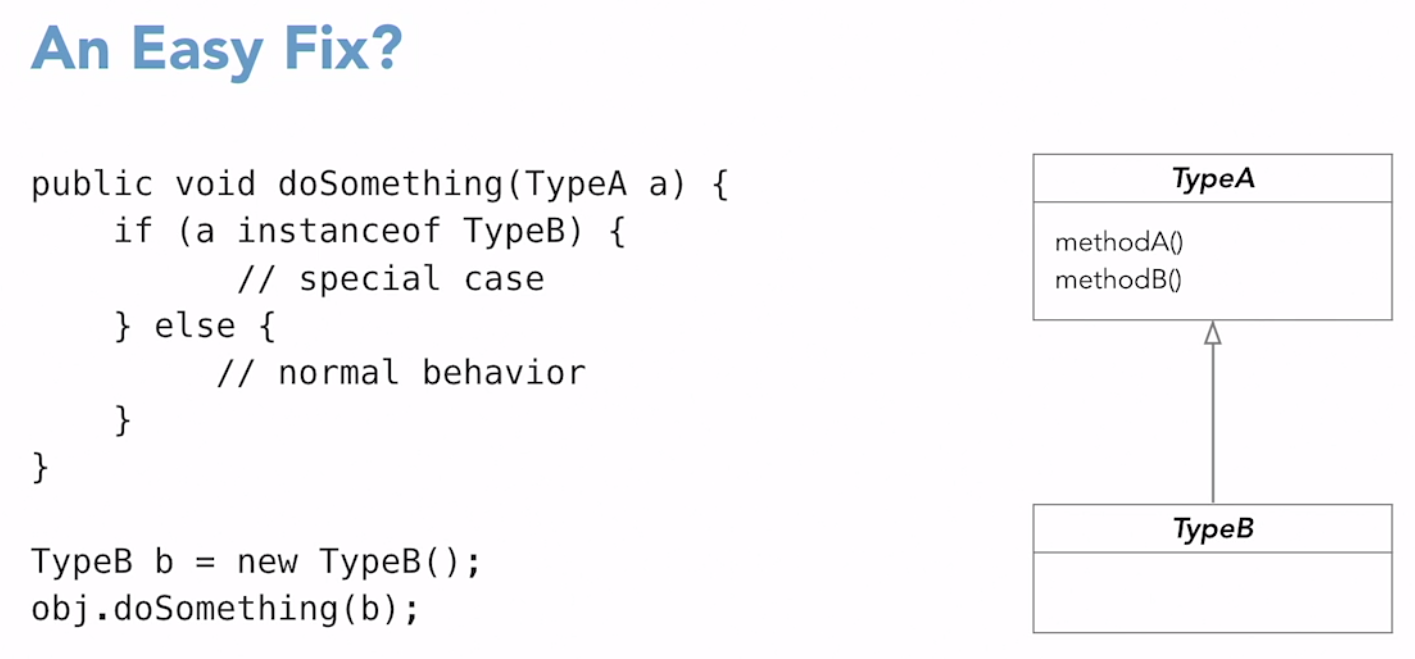 An Easy Fix?
public void doSomething(TypeA a) {
    if (a instanceof TypeB) {
          // special case
    } else {
         // normal behavior
    }
}
TypeB b = new TypeB();
obj.doSomething(b);
TypeA
methodA()
methodB()
TypeB